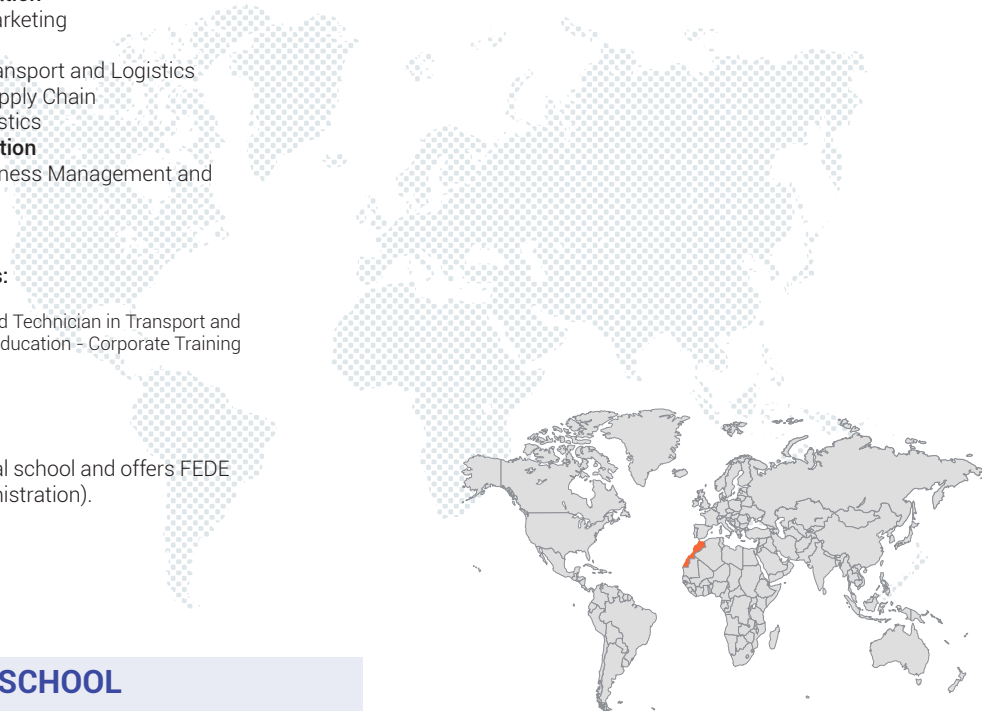 tion
arketing
ansport and Logistics
pply Chain
stics
tion
ness Management and
s:
d Technician in Transport and
ducation - Corporate Training
al school and offers FEDE
nistration).
SCHOOL